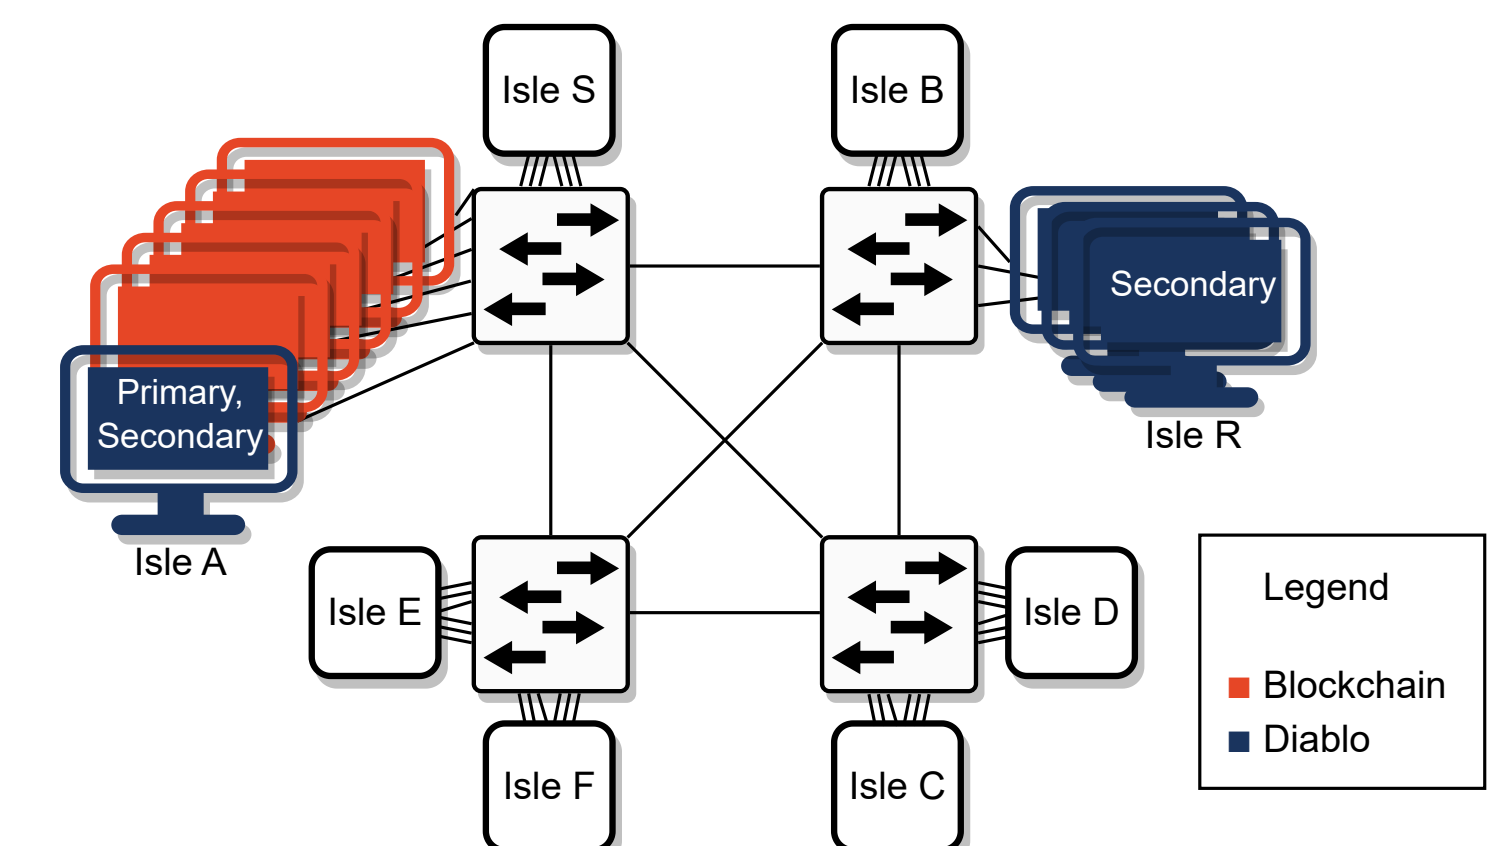 Isle S
Isle B
Primary,
Secondary
Isle A
Secondary
Isle R
Isle E
Isle D
Isle F
Isle C
Legend
Blockchain
Diablo